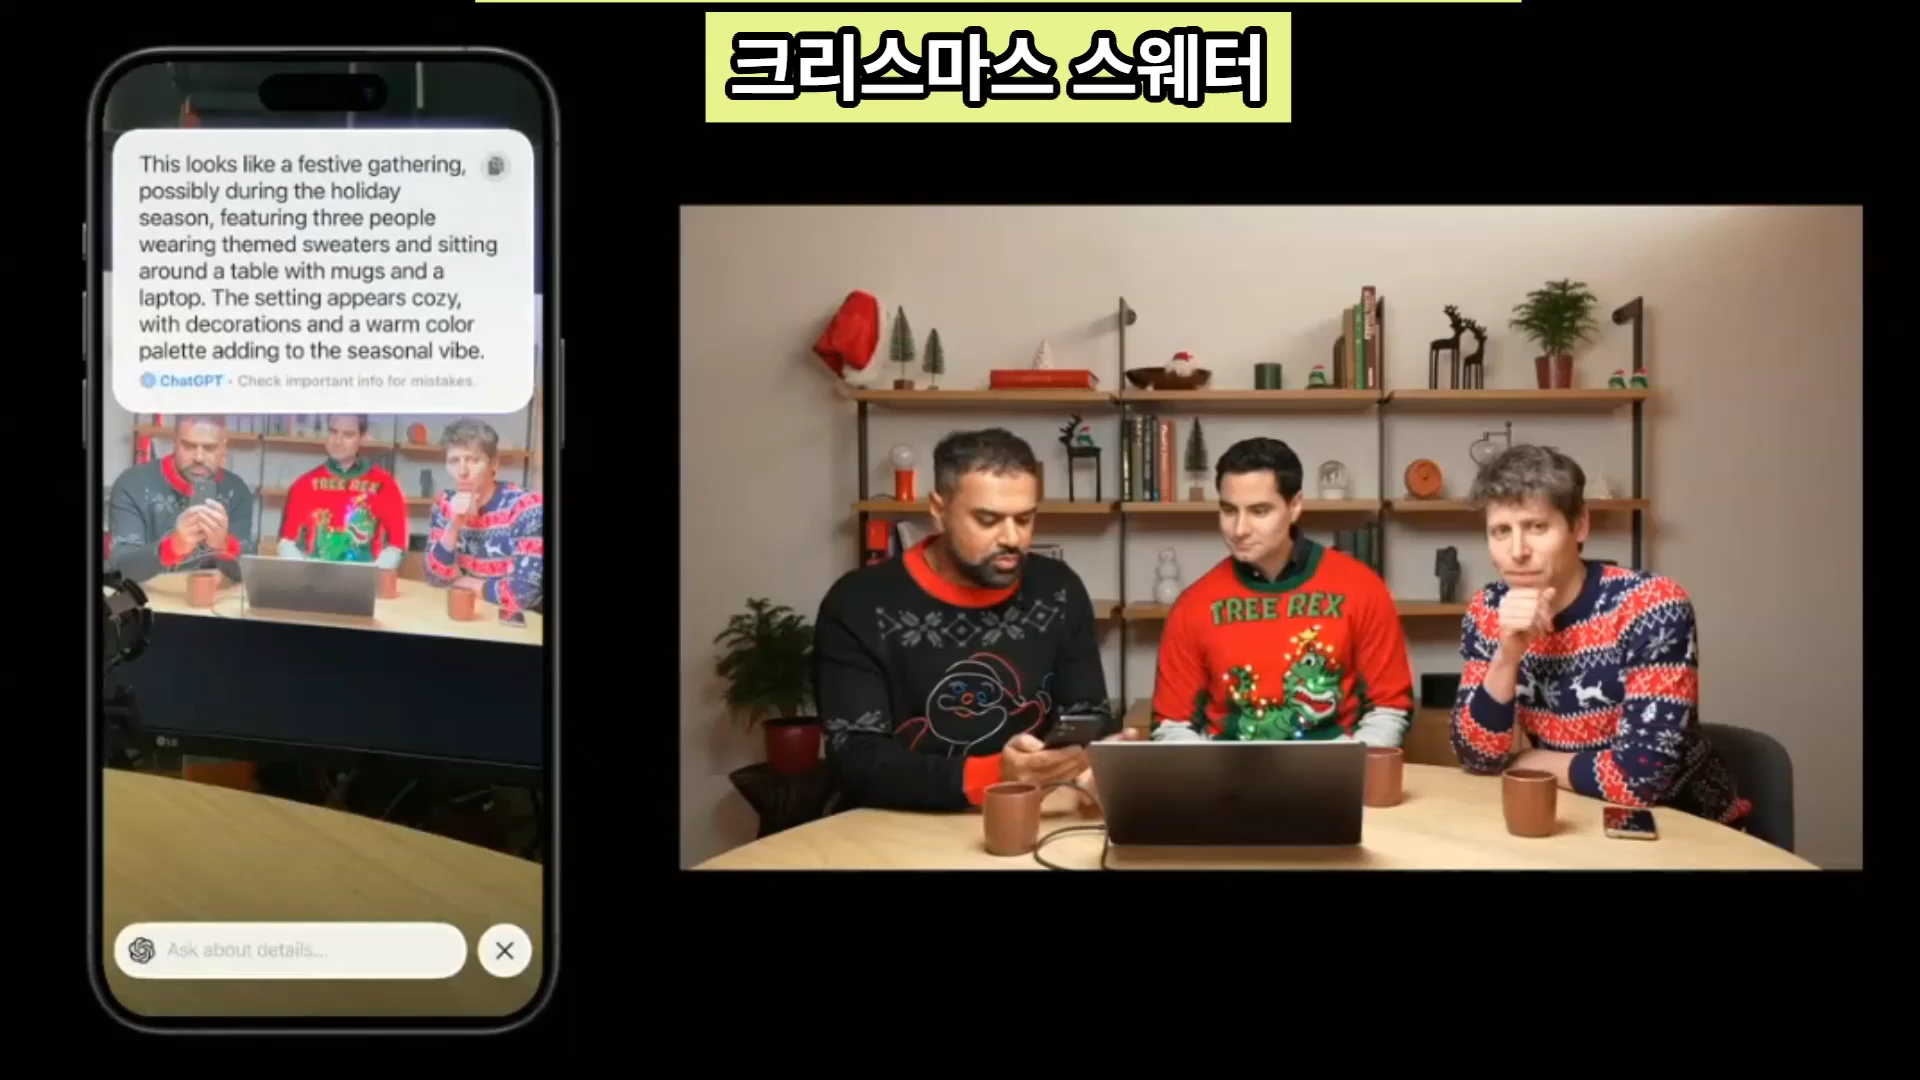 크리스마스 스웨터
This looks like a festive gathering,
possibly during the holiday
season, featuring three people
wearing themed sweaters and sitting
around a table with mugs and a
laptop. The setting appears cozy,
with decorations and a warm color
palette adding to the seasonal vibe.
ChatGPT • Check important info for mistakes.
TREE REX
LG
Ask about details...
TREE REX